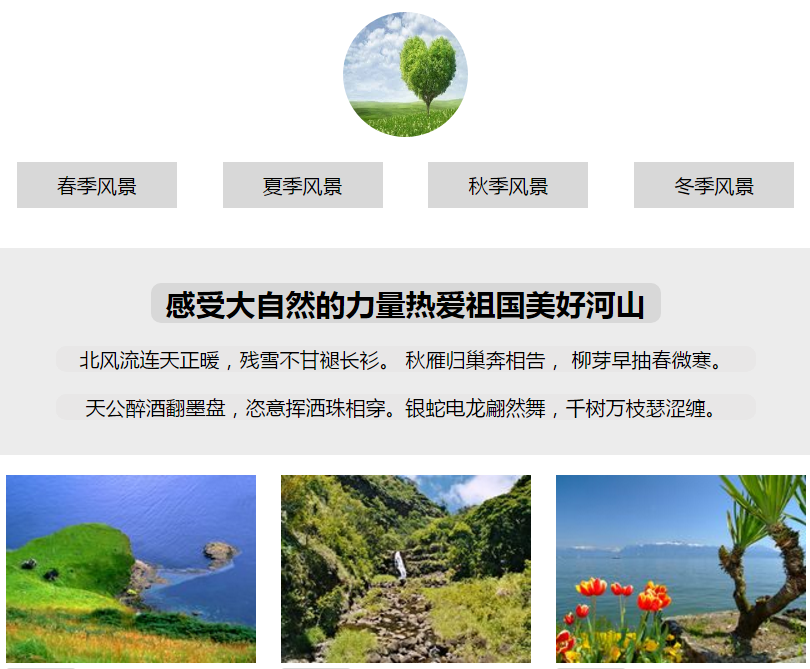 春季风景 夏季风景 秋季风景 冬季风景
感受大自然的力量热爱祖国美好河山
北风流连天正暖，残雪不甘褪长衫。 秋雁归巢奔相告， 柳芽早抽春微寒。
天公醉酒翻墨盘，恣意挥洒珠相穿。银蛇电龙翩然舞，千树万枝瑟涩缠。